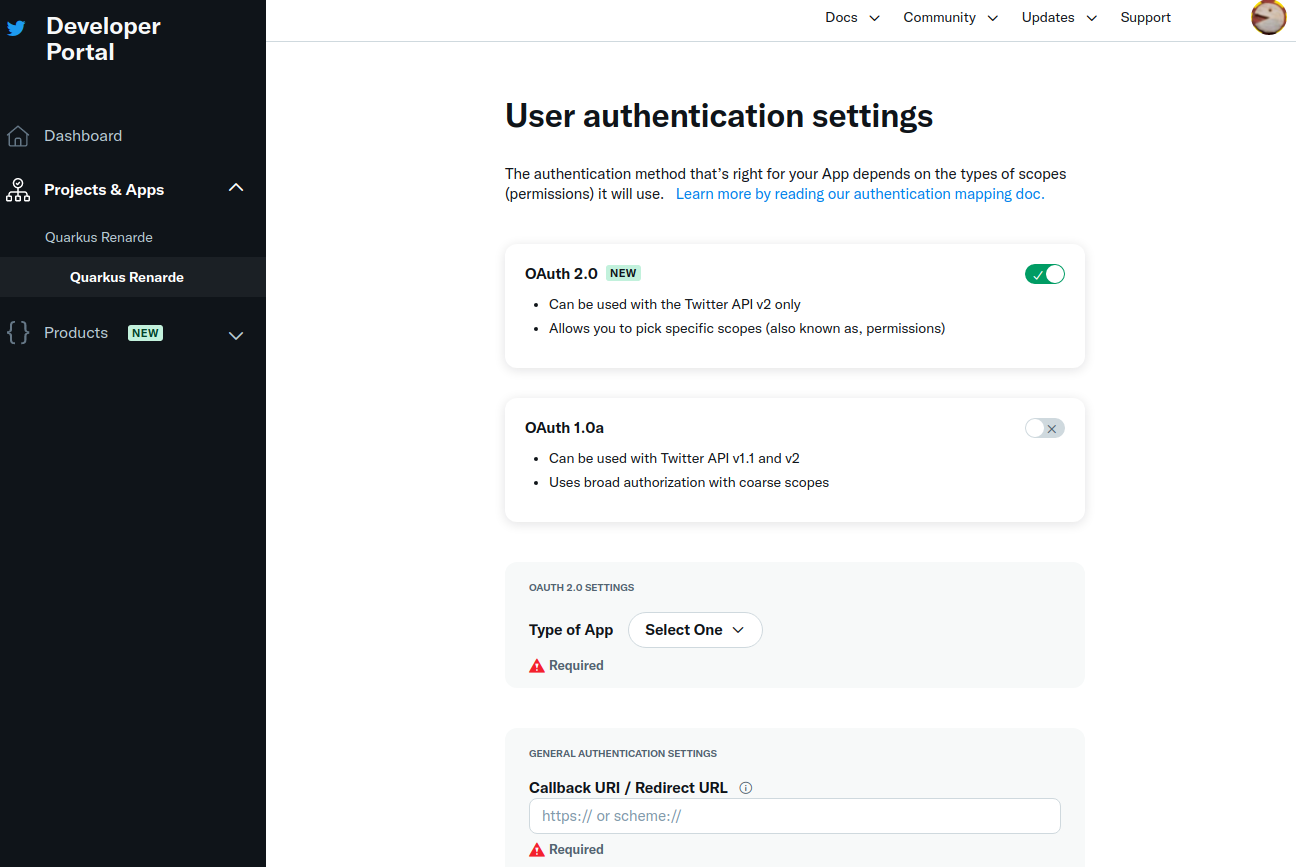 Developer
Portal
Docs
Community
Updates
Support
Dashboard
Projects & Apps
Quarkus Renarde
Quarkus Renarde
Products NEW
User authentication settings
The authentication method that’s right for your App depends on the types of scopes
(permissions) it will use. Learn more by reading our authentication mapping doc.
OAuth 2.0 NEW
• Can be used with the Twitter API v2 only
• Allows you to pick specific scopes (also known as, permissions)
OAuth 1.0a
• Can be used with Twitter API v1.1 and v2
• Uses broad authorization with coarse scopes
OAUTH 2.0 SETTINGS
Type of App Select One
Required
GENERAL AUTHENTICATION SETTINGS
Callback URI / Redirect URL
https:// or scheme://
Required